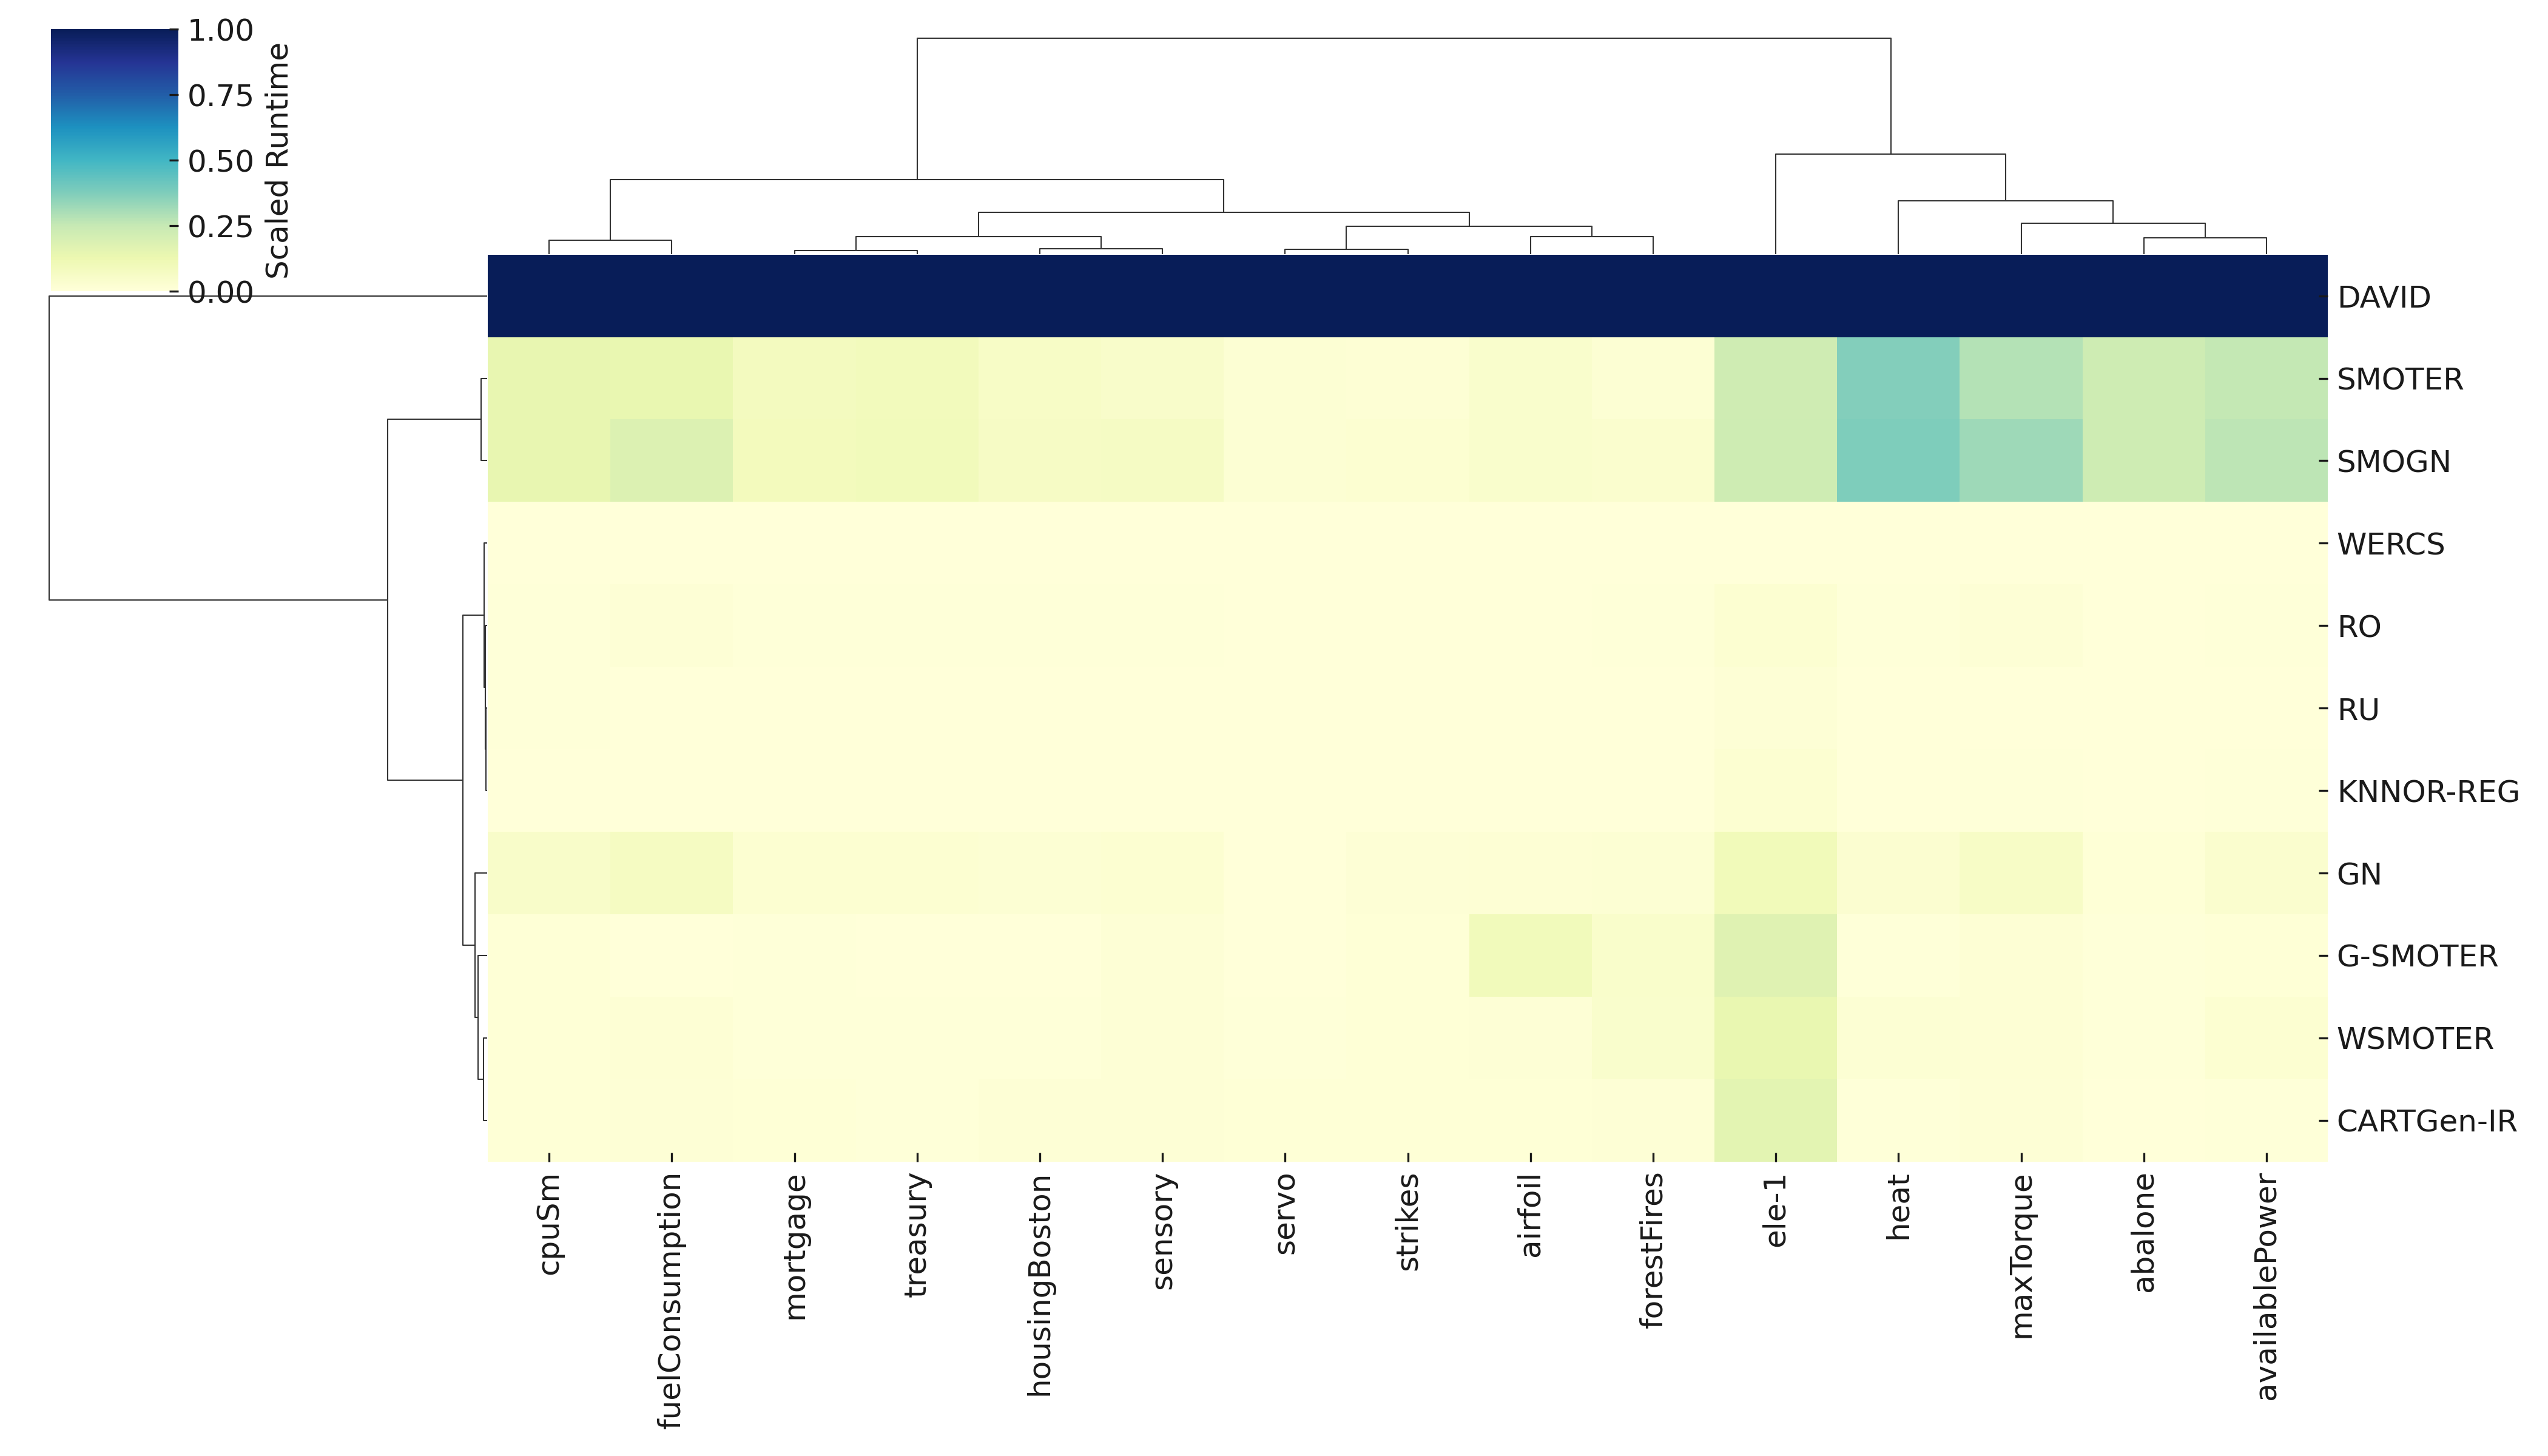 1.00
0.75
0.50
0.25
0.00
Scaled Runtime
DAVID
SMOTER
SMOGN
WERCS
RO
RU
KNNOR-REG
GN
G-SMOTER
WSMOTER
CARTGen-IR
cpuSm
fuelConsumption
mortgage
treasury
housingBoston
sensory
servo
strikes
airfoil
forestFires
ele-1
heat
maxTorque
abalone
availablePower